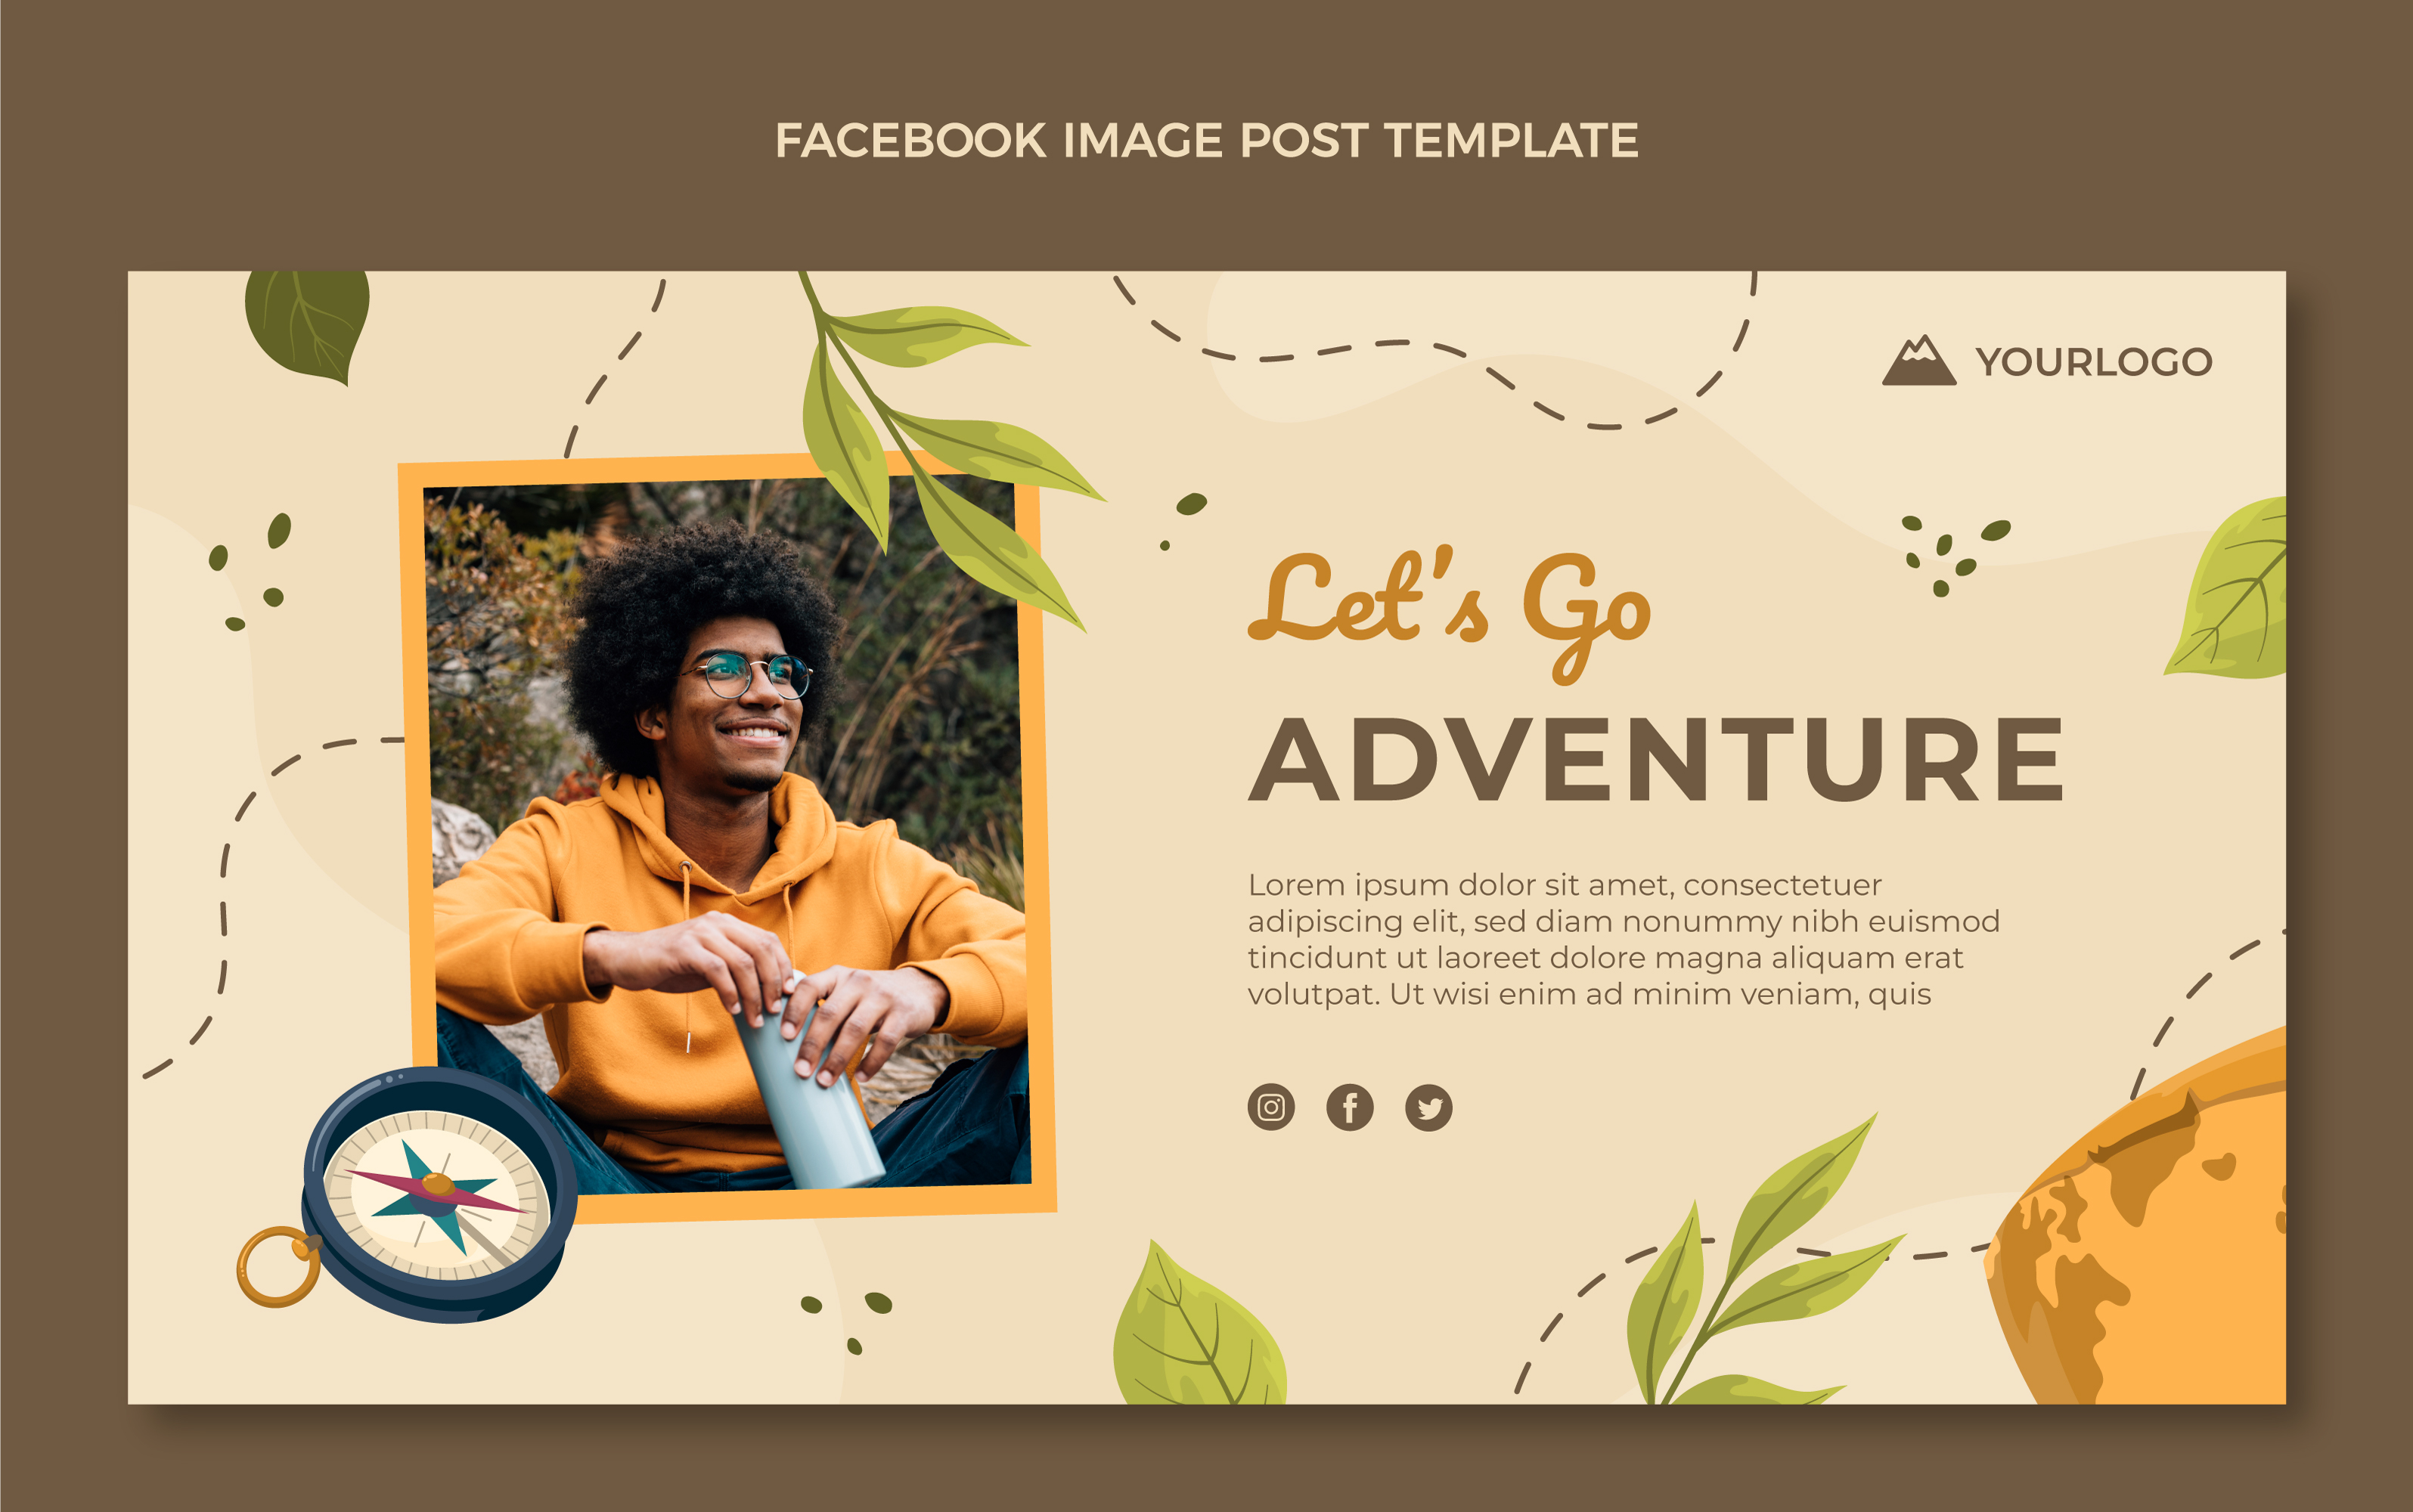 FACEBOOK IMAGE POST TEMPLATE
YOURLOGO
Let's Go
ADVENTURE
Lorem ipsum dolor sit amet, consectetuer
adipiscing elit, sed diam nonummy nibh euismod
tincidunt ut laoreet dolore magna aliquam erat
volutpat. Ut wisi enim ad minim veniam, quis